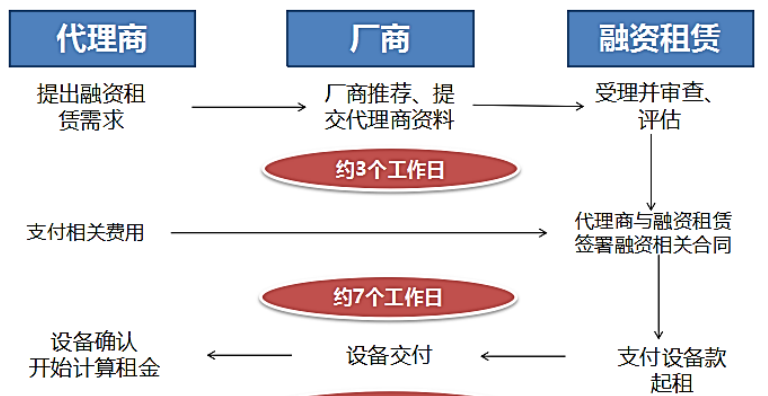 代理商
厂商
融资租赁
提出融资租
赁需求
厂商推荐、提
交代理商资料
受理并审查、
评估
约3个工作日
支付相关费用
代理商与融资租赁
签署融资相关合同
约7个工作日
设备确认
开始计算租金
设备交付
支付设备款
起租